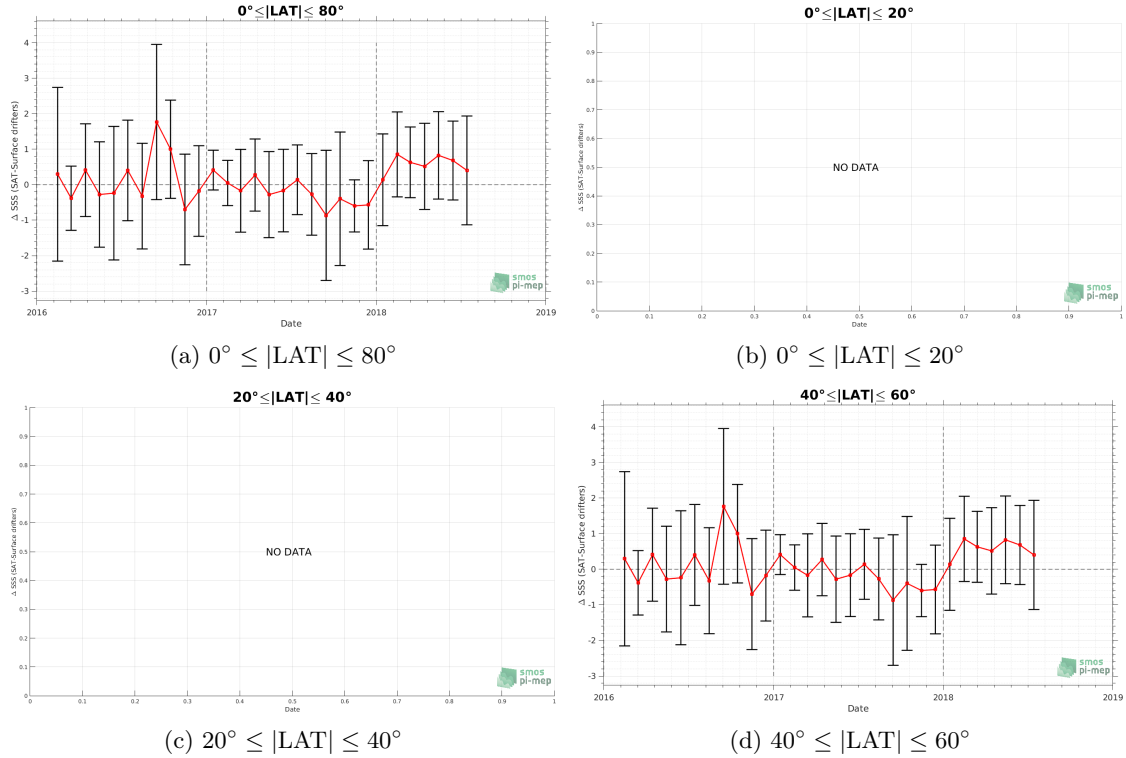 0°≤|LAT|≤ 80°
Δ SSS (SAT-Surface drifters)
4
3
2
1
0
-1
-2
-3
2016
2017
2018
2019
Date
smos
pi-mep
(a) 0° ≤ |LAT| ≤ 80°
0°≤|LAT|≤ 20°
Δ SSS (SAT-Surface drifters)
1
0.9
0.8
0.7
0.6
0.5
0.4
0.3
0.2
0.1
0
NO DATA
0 0.1 0.2 0.3 0.4 0.5 0.6 0.7 0.8 0.9 1
Date
smos
pi-mep
(b) 0° ≤ |LAT| ≤ 20°
20°≤|LAT|≤ 40°
Δ SSS (SAT-Surface drifters)
1
0.9
0.8
0.7
0.6
0.5
0.4
0.3
0.2
0.1
0
NO DATA
0 0.1 0.2 0.3 0.4 0.5 0.6 0.7 0.8 0.9 1
Date
smos
pi-mep
(c) 20° ≤ |LAT| ≤ 40°
40°≤|LAT|≤ 60°
Δ SSS (SAT-Surface drifters)
4
3
2
1
0
-1
-2
-3
2016
2017
2018
2019
Date
smos
pi-mep
(d) 40° ≤ |LAT| ≤ 60°